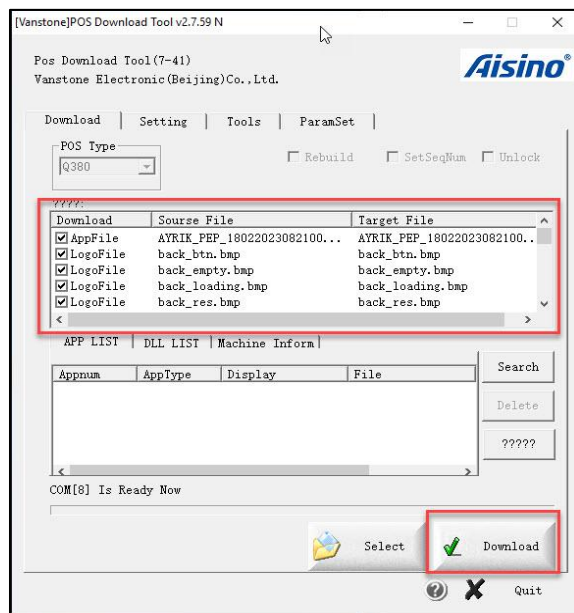 [Vanstone]POS Download Tool v2.7.59 N
Pos Download Tool(7-41)
Vanstone Electronic(Beijing)Co.,Ltd.
Aisino®
Download Setting Tools ParamSet
POS Type
Q380
Rebuild SetSeqNum Unlock
????:
Download Sourse File Target File
AppFile AYRIK_PEP_18022023082100... AYRIK_PEP_18022023082100...
LogoFile back_btn.bmp back_btn.bmp
LogoFile back_empty.bmp back_empty.bmp
LogoFile back_loading.bmp back_loading.bmp
LogoFile back_res.bmp back_res.bmp
APP LIST DLL LIST Machine Inform
Appnum AppType Display File
Search
Delete
?????
COM[8] Is Ready Now
Select Download
Quit